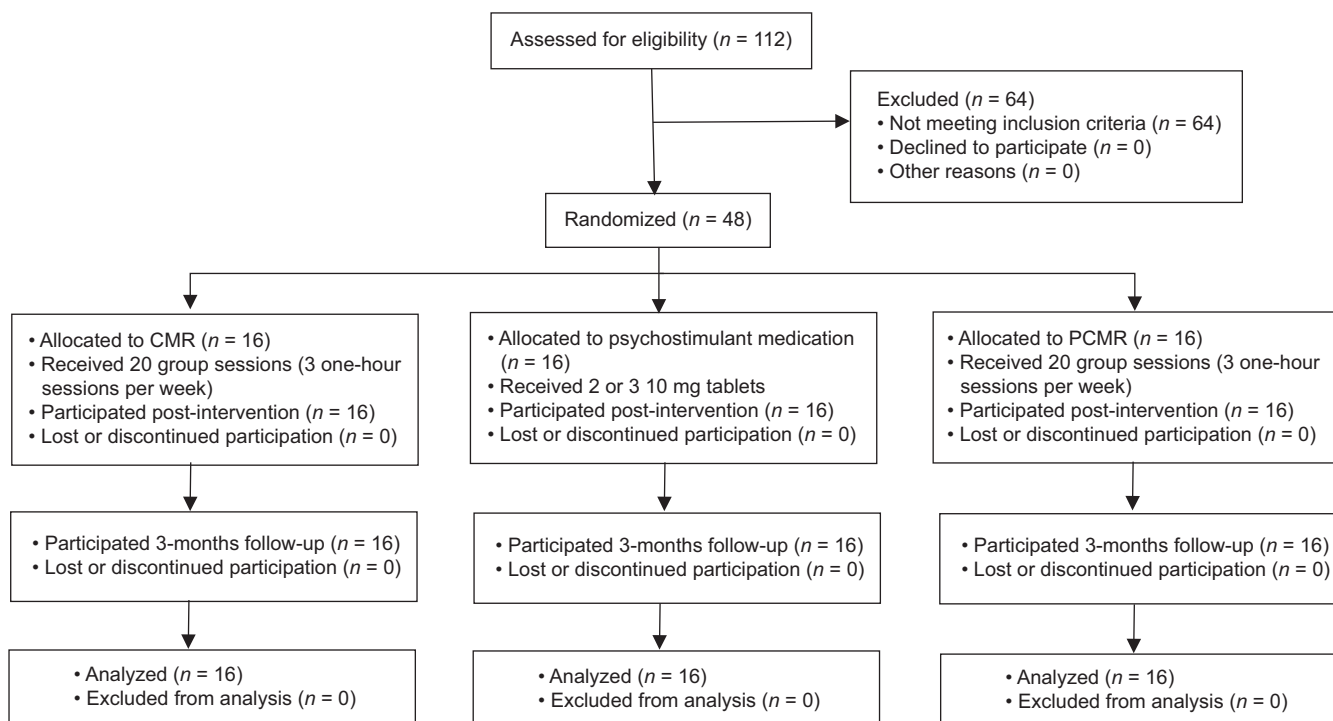 Assessed for eligibility (n = 112)
Excluded (n = 64)
• Not meeting inclusion criteria (n = 64)
• Declined to participate (n = 0)
• Other reasons (n = 0)
Randomized (n = 48)
• Allocated to CMR (n = 16)
• Received 20 group sessions (3 one-hour
sessions per week)
• Participated post-intervention (n = 16)
• Lost or discontinued participation (n = 0)
• Allocated to psychostimulant medication
(n = 16)
• Received 2 or 3 10 mg tablets
• Participated post-intervention (n = 16)
• Lost or discontinued participation (n = 0)
• Allocated to PCMR (n = 16)
• Received 20 group sessions (3 one-hour
sessions per week)
• Participated post-intervention (n = 16)
• Lost or discontinued participation (n = 0)
• Participated 3-months follow-up (n = 16)
• Lost or discontinued participation (n = 0)
• Participated 3-months follow-up (n = 16)
• Lost or discontinued participation (n = 0)
• Participated 3-months follow-up (n = 16)
• Lost or discontinued participation (n = 0)
• Analyzed (n = 16)
• Excluded from analysis (n = 0)
• Analyzed (n = 16)
• Excluded from analysis (n = 0)
• Analyzed (n = 16)
• Excluded from analysis (n = 0)